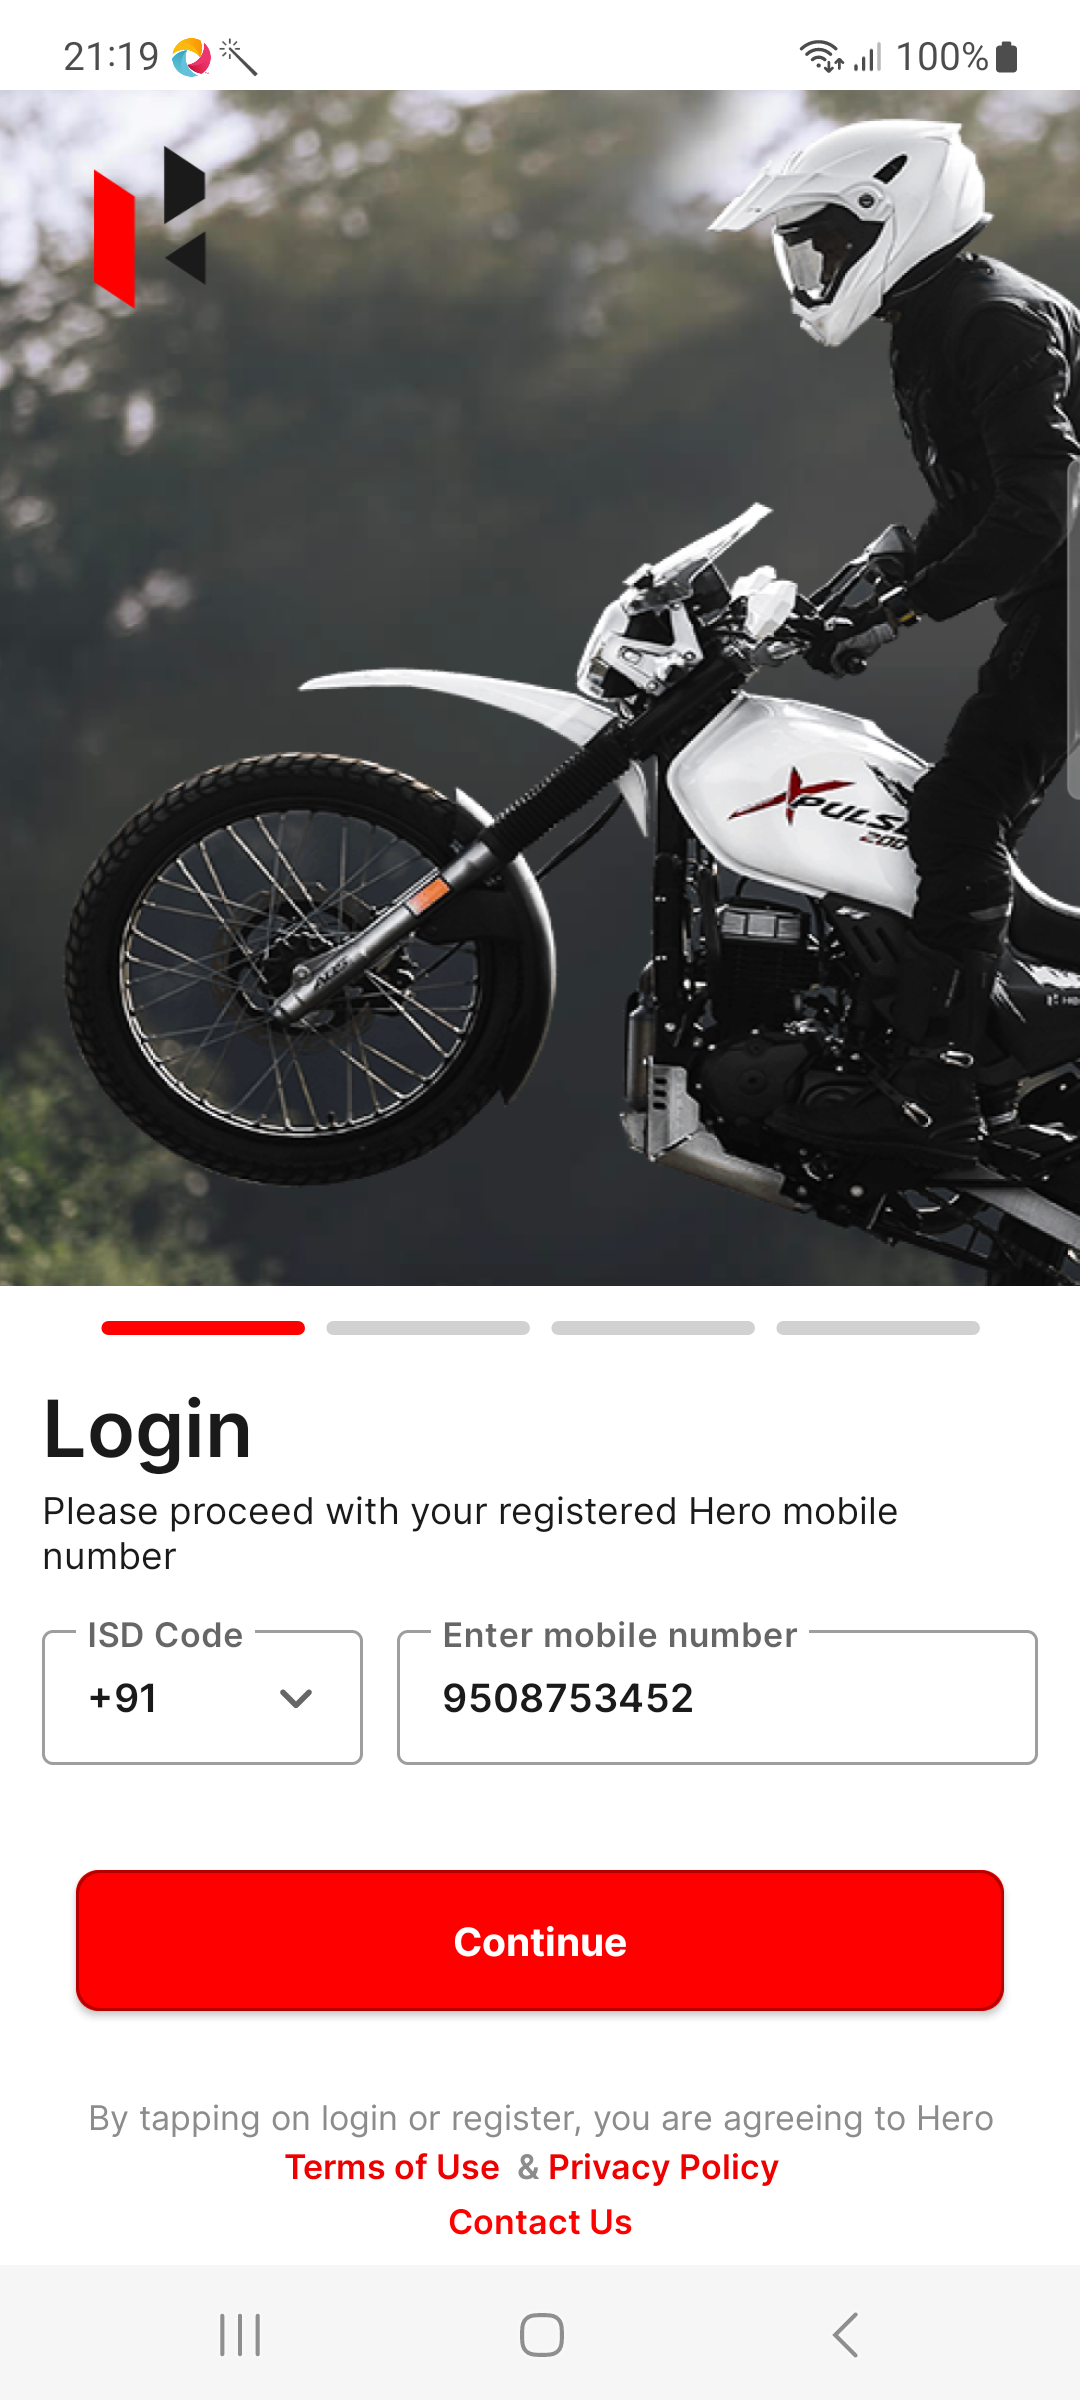 21:19
100%
XPULSE
200
Login
Please proceed with your registered Hero mobile
number
ISD Code
Enter mobile number
+91
9508753452
Continue
By tapping on login or register, you are agreeing to Hero
Terms of Use & Privacy Policy
Contact Us